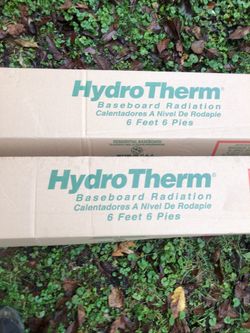 HydroTherm®
Baseboard Radiation
Calentadores A Nivel De Rodapie
6 Feet 6 Pies
HydroTherm®
Baseboard Radiation
Calentadores A Nivel De Rodapie
6 Feet 6 Pies